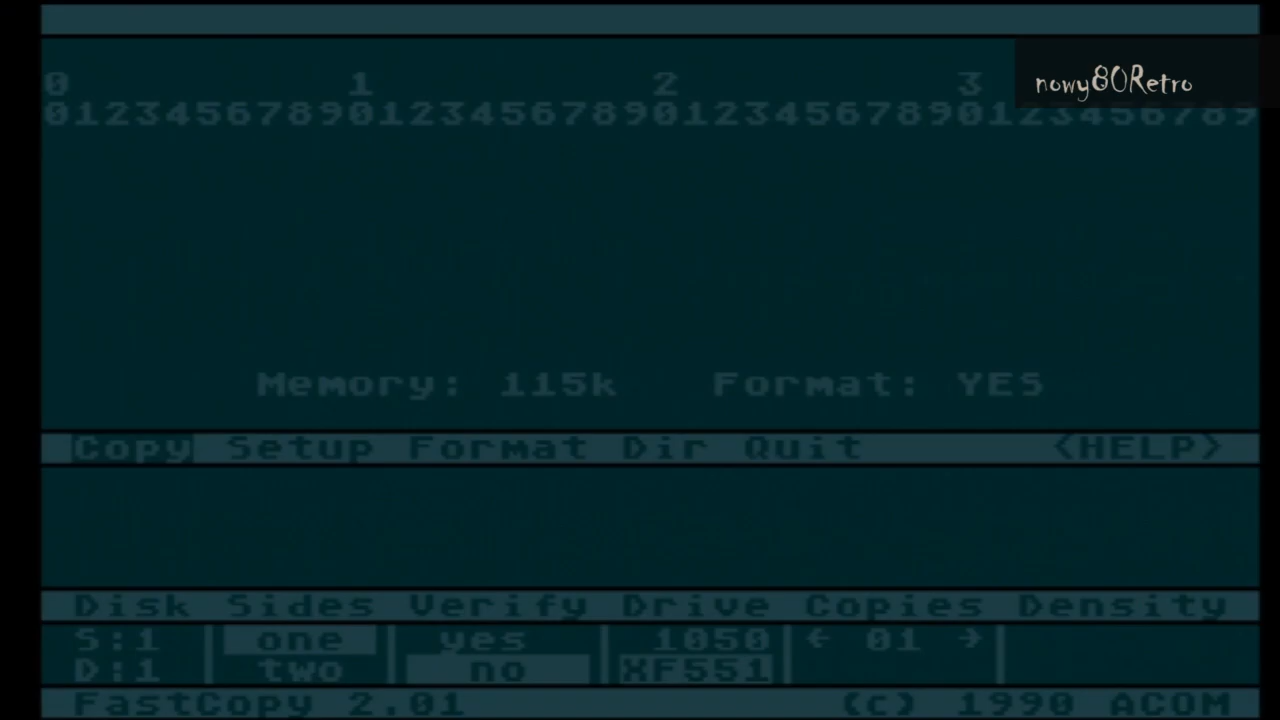 nowy80Retro
0 1 2 3
0123456789012345678901234567890123456789
Memory: 115k Format: YES
Copy Setup Format Dir Quit <HELP>
Disk Sides Verify Drive Copies Density
S:1 one yes 1050 ← 01 →
D:1 two no XF551
FastCopy 2.01 (c) 1990 ACOM